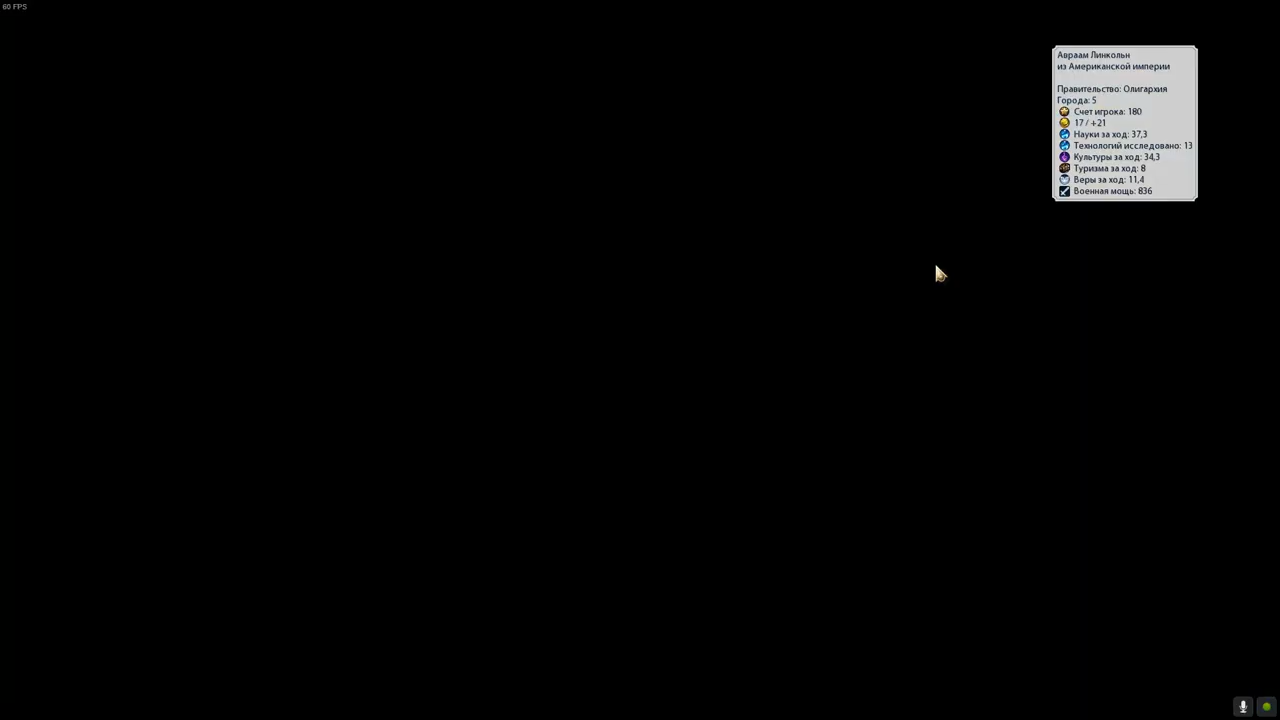 60 FPS
Авраам Линкольн
из Американской империи
Правительство: Олигархия
Города: 5
Счет игрока: 180
17 / +21
Науки за ход: 37,3
Технологий исследовано: 13
Культуры за ход: 34,3
Туризма за ход: 8
Веры за ход: 11,4
Военная мощь: 836